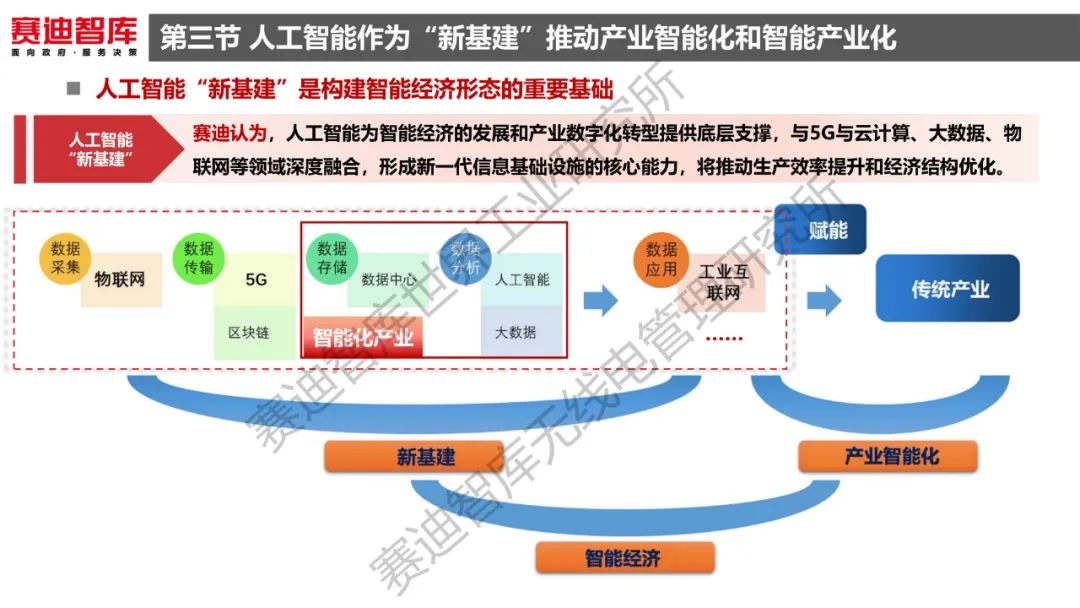 赛迪智库
面向政府·服务决策
第三节 人工智能作为“新基建”推动产业智能化和智能产业化
人工智能“新基建”是构建智能经济形态的重要基础
人工智能
“新基建”
赛迪认为，人工智能为智能经济的发展和产业数字化转型提供底层支撑，与5G与云计算、大数据、物
联网等领域深度融合，形成新一代信息基础设施的核心能力，将推动生产效率提升和经济结构优化。
数据
采集
物联网
数据
传输
5G
区块链
数据
存储
数据中心
智能化产业
数据
分析
人工智能
大数据
数据
应用
工业互
联网
······
赋能
传统产业
新基建
产业智能化
智能经济
赛迪智库世界工业研究所
赛迪智库无线电管理研究所